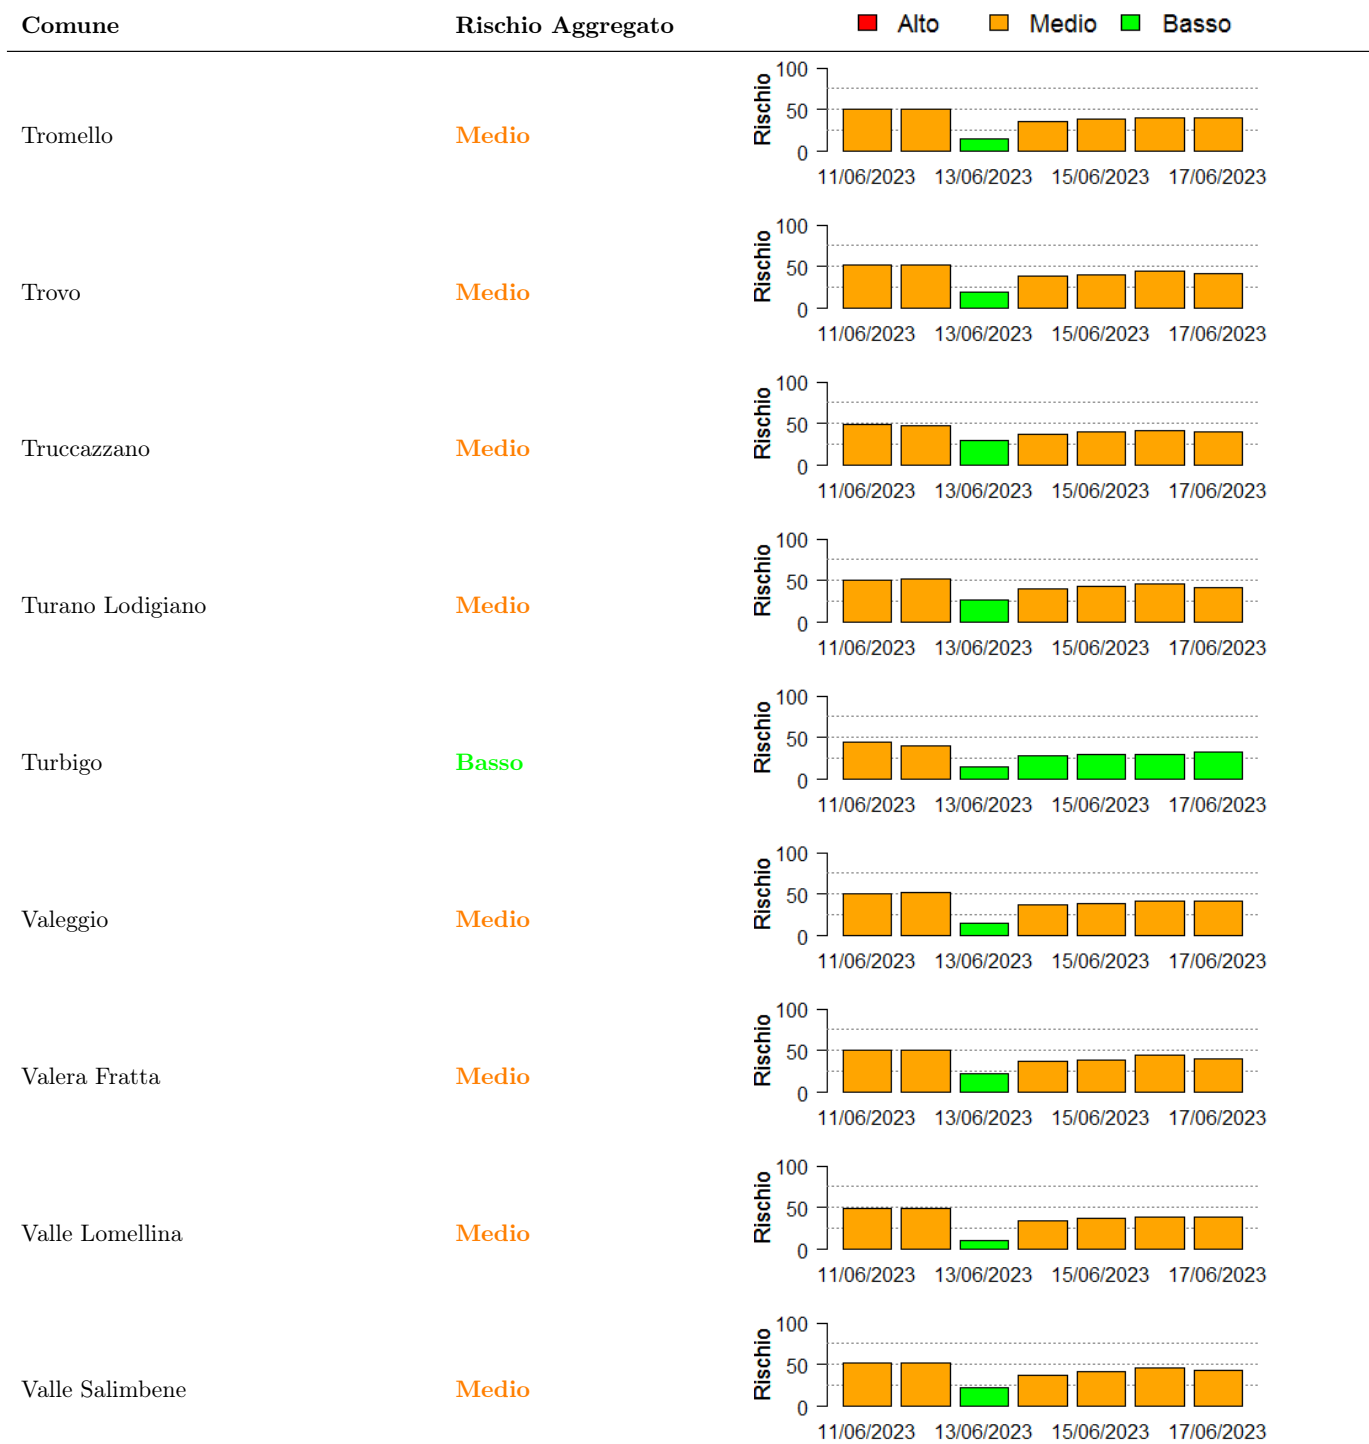 Comune Rischio Aggregato Alto Medio Basso
Tromello Medio Rischio 100 50 0
11/06/2023 13/06/2023 15/06/2023 17/06/2023
Trovo Medio Rischio 100 50 0
11/06/2023 13/06/2023 15/06/2023 17/06/2023
Truccazzano Medio Rischio 100 50 0
11/06/2023 13/06/2023 15/06/2023 17/06/2023
Turano Lodigiano Medio Rischio 100 50 0
11/06/2023 13/06/2023 15/06/2023 17/06/2023
Turbigo Basso Rischio 100 50 0
11/06/2023 13/06/2023 15/06/2023 17/06/2023
Valeggio Medio Rischio 100 50 0
11/06/2023 13/06/2023 15/06/2023 17/06/2023
Valera Fratta Medio Rischio 100 50 0
11/06/2023 13/06/2023 15/06/2023 17/06/2023
Valle Lomellina Medio Rischio 100 50 0
11/06/2023 13/06/2023 15/06/2023 17/06/2023
Valle Salimbene Medio Rischio 100 50 0
11/06/2023 13/06/2023 15/06/2023 17/06/2023